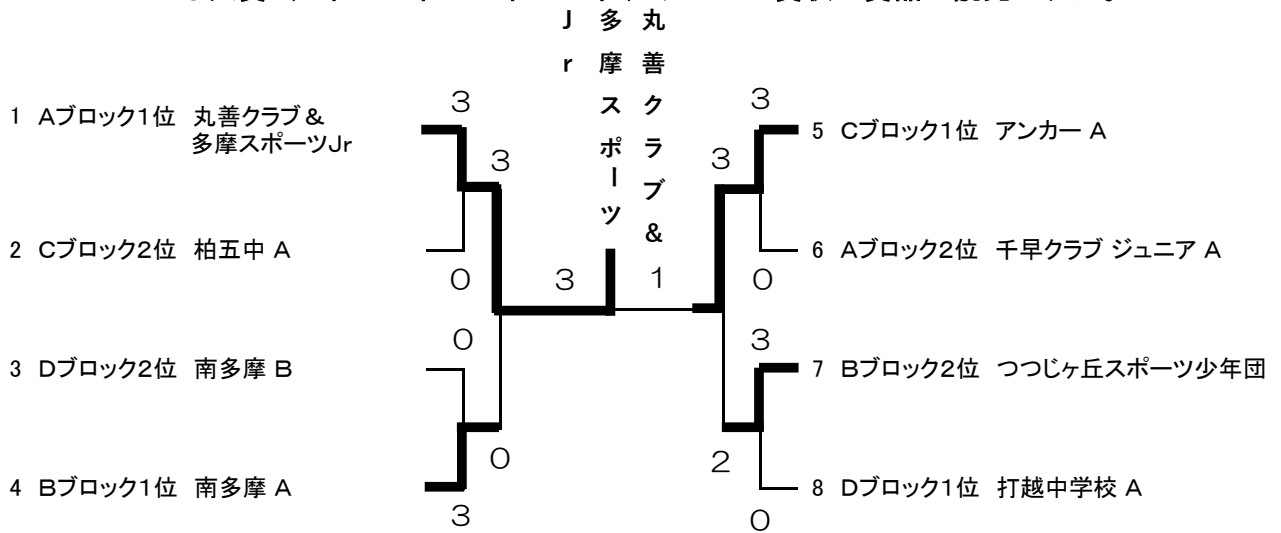 丸善クラブ&
多摩スポーツ
Jr
1 Aブロック1位 丸善クラブ&
多摩スポーツJr
3
3
2 Cブロック2位 柏五中 A
0
3
0
3 Dブロック2位 南多摩 B
0
4 Bブロック1位 南多摩 A
3
3
5 Cブロック1位 アンカー A
3
6 Aブロック2位 千早クラブ ジュニア A
0
1
3
7 Bブロック2位 つつじヶ丘スポーツ少年団
2
8 Dブロック1位 打越中学校 A
0